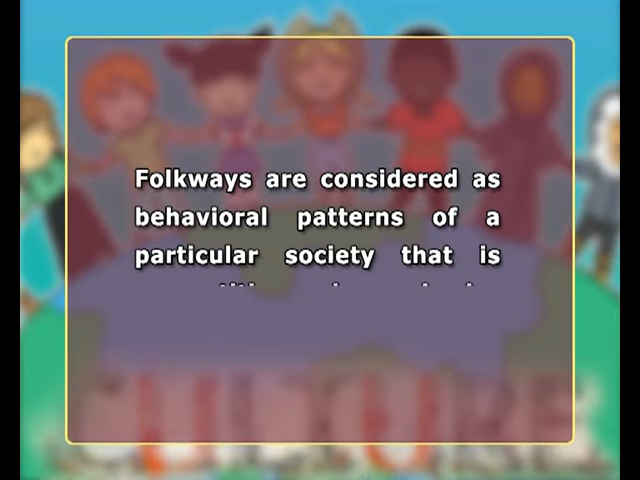 Folkways are considered as
behavioral patterns of a
particular society that is